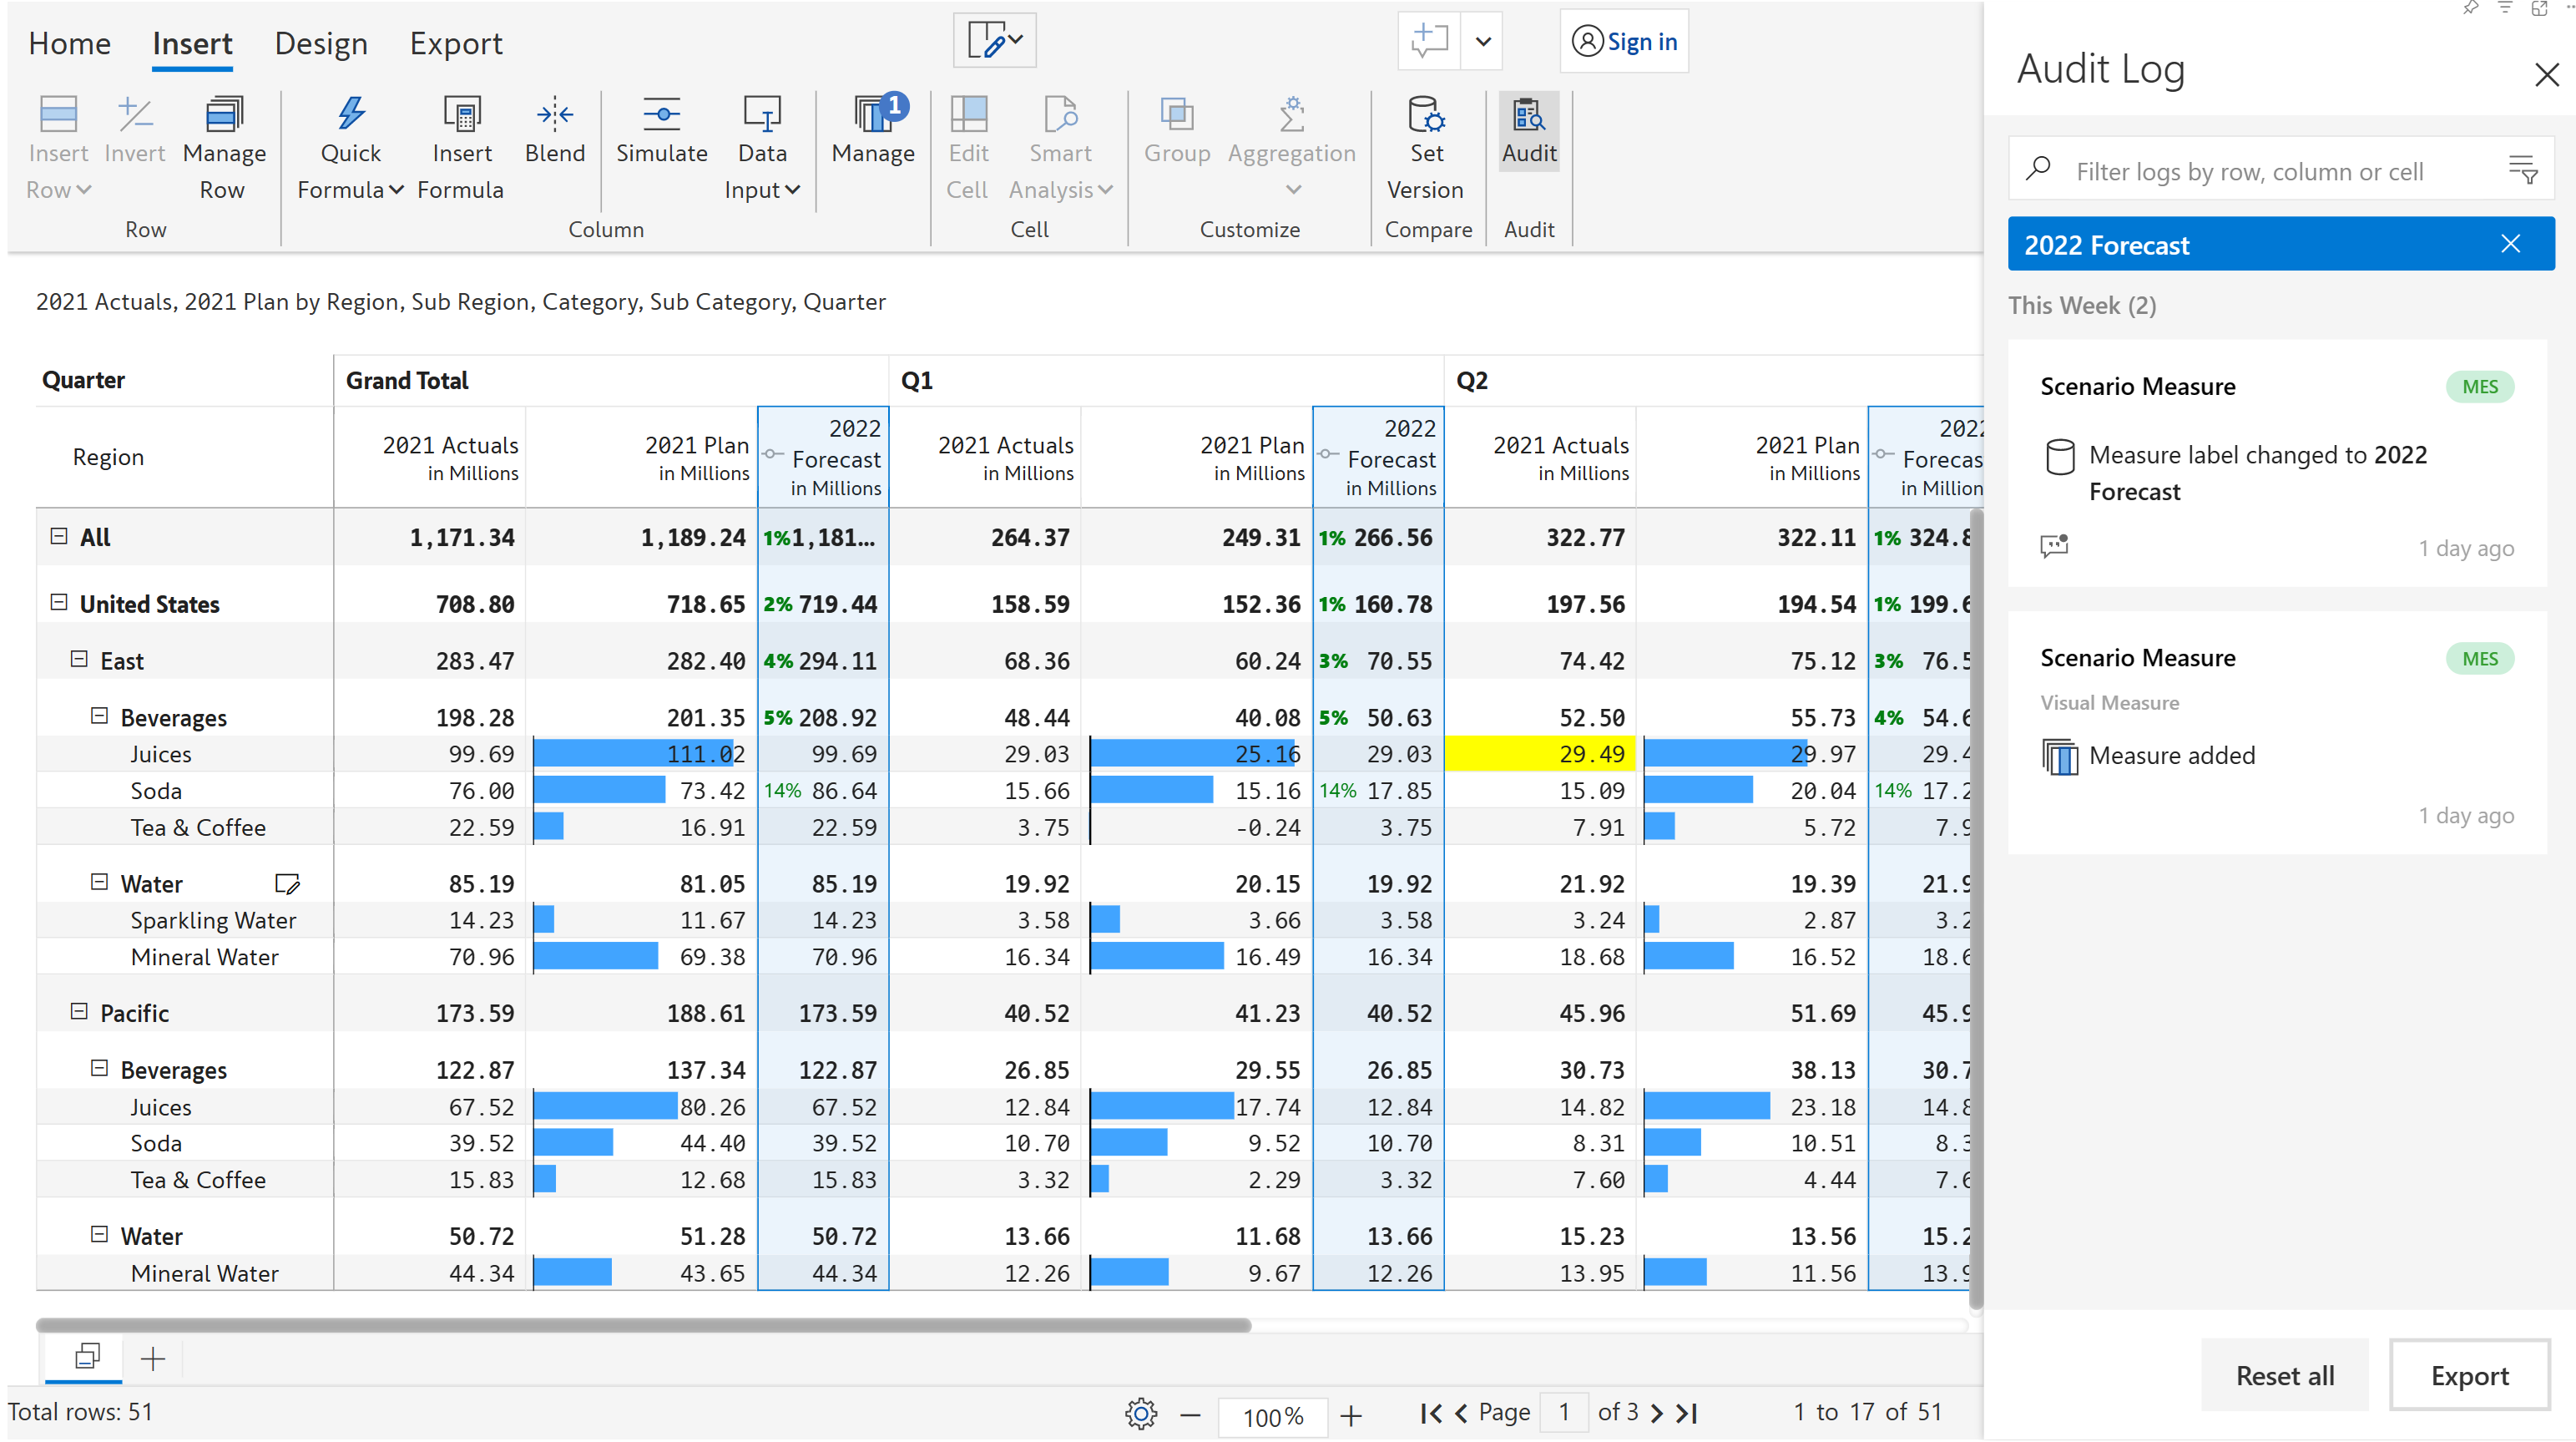 Home Insert Design Export Sign in
Insert Row
Invert
Manage Row
Quick Formula
Insert Formula
Blend
Simulate
Data Input
Manage 1
Edit Cell
Smart Analysis
Group
Aggregation
Set Version
Audit
Row Column Cell Customize Compare Audit
2021 Actuals, 2021 Plan by Region, Sub Region, Category, Sub Category, Quarter
Quarter Grand Total Q1 Q2
Region 2021 Actuals in Millions 2021 Plan in Millions 2022 Forecast in Millions 2021 Actuals in Millions 2021 Plan in Millions 2022 Forecast in Millions 2021 Actuals in Millions 2021 Plan in Millions 2022 Forecas in Million
All 1,171.34 1,189.24 1% 1,181... 264.37 249.31 1% 266.56 322.77 322.11 1% 324.8
United States 708.80 718.65 2% 719.44 158.59 152.36 1% 160.78 197.56 194.54 1% 199.6
East 283.47 282.40 4% 294.11 68.36 60.24 3% 70.55 74.42 75.12 3% 76.5
Beverages 198.28 201.35 5% 208.92 48.44 40.08 5% 50.63 52.50 55.73 4% 54.6
Juices 99.69 111.02 99.69 29.03 25.16 29.03 29.49 29.97 29.4
Soda 76.00 73.42 14% 86.64 15.66 15.16 14% 17.85 15.09 20.04 14% 17.2
Tea & Coffee 22.59 16.91 22.59 3.75 -0.24 3.75 7.91 5.72 7.9
Water 85.19 81.05 85.19 19.92 20.15 19.92 21.92 19.39 21.9
Sparkling Water 14.23 11.67 14.23 3.58 3.66 3.58 3.24 2.87 3.2
Mineral Water 70.96 69.38 70.96 16.34 16.49 16.34 18.68 16.52 18.6
Pacific 173.59 188.61 173.59 40.52 41.23 40.52 45.96 51.69 45.9
Beverages 122.87 137.34 122.87 26.85 29.55 26.85 30.73 38.13 30.7
Juices 67.52 80.26 67.52 12.84 17.74 12.84 14.82 23.18 14.8
Soda 39.52 44.40 39.52 10.70 9.52 10.70 8.31 10.51 8.3
Tea & Coffee 15.83 12.68 15.83 3.32 2.29 3.32 7.60 4.44 7.6
Water 50.72 51.28 50.72 13.66 11.68 13.66 15.23 13.56 15.2
Mineral Water 44.34 43.65 44.34 12.26 9.67 12.26 13.95 11.56 13.9
Total rows: 51 100% Page 1 of 3 1 to 17 of 51
Audit Log
Filter logs by row, column or cell
2022 Forecast
This Week (2)
Scenario Measure MES
Measure label changed to 2022
Forecast
1 day ago
Scenario Measure MES
Visual Measure
Measure added
1 day ago
Reset all Export